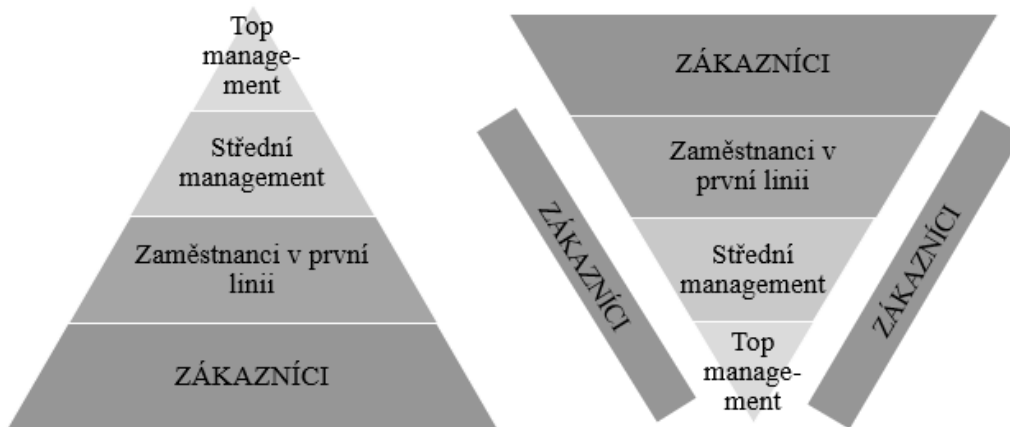 Top
manage-
ment
Střední
management
Zaměstnanci v první
linii
ZÁKAZNÍCI
ZÁKAZNÍCI
Zaměstnanci v
první linii
Střední
management
Top
manage-
ment
ZÁKAZNÍCI
ZÁKAZNÍCI